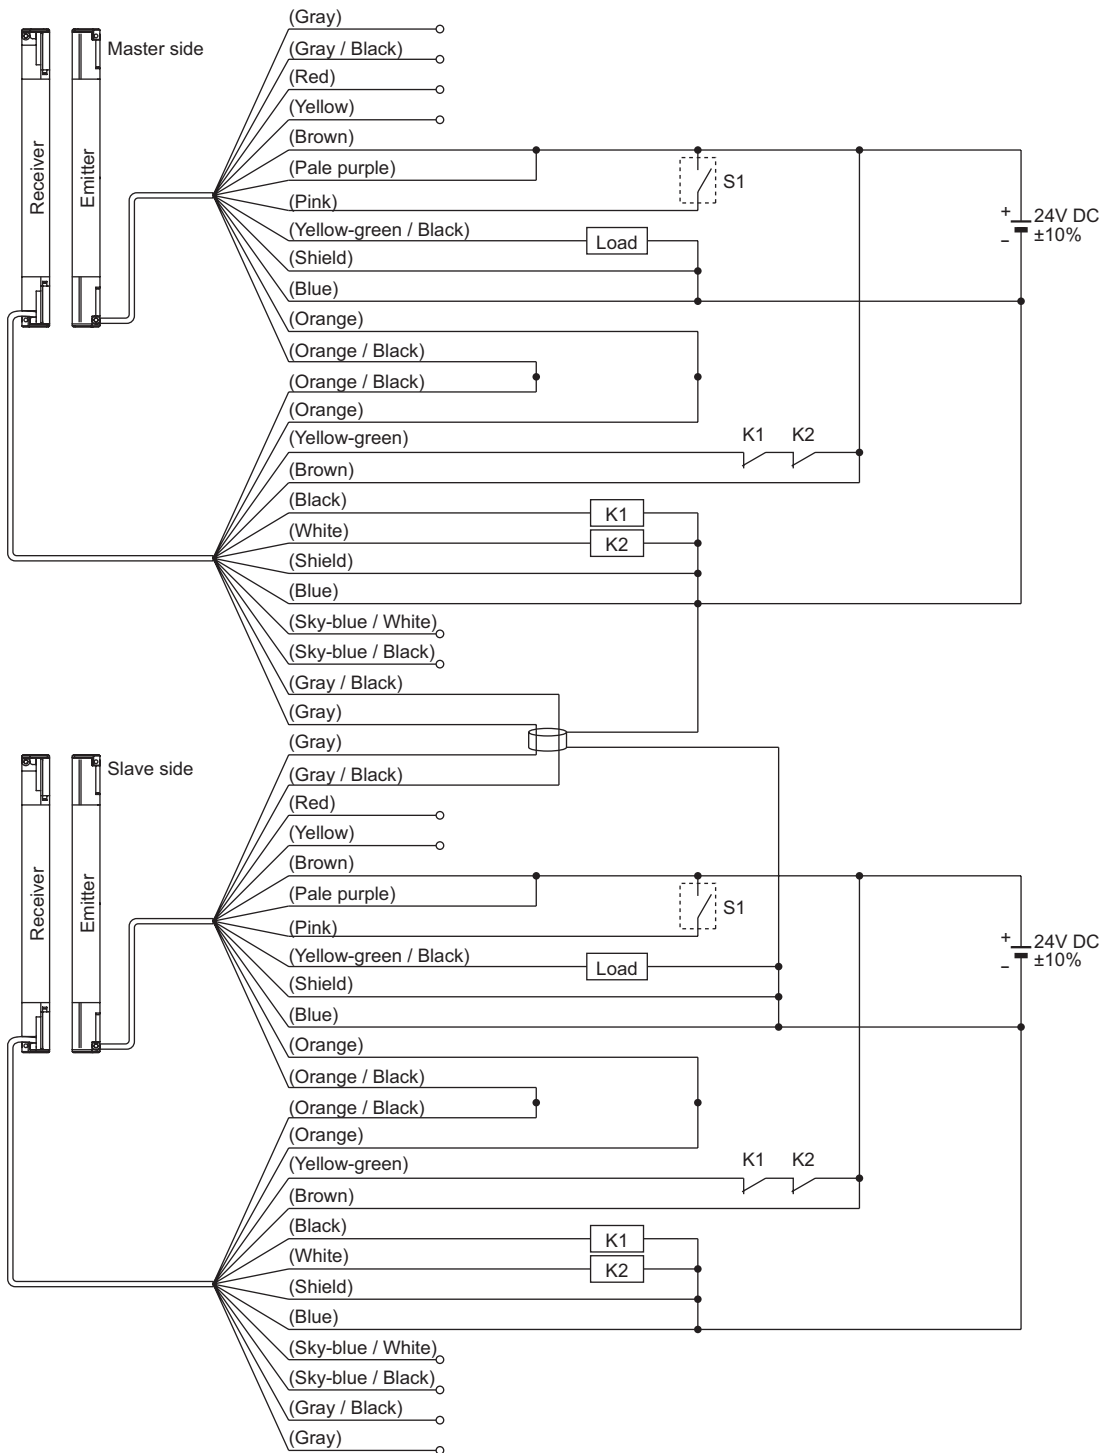 Master side
Receiver
Emitter
(Gray)
(Gray / Black)
(Red)
(Yellow)
(Brown)
(Pale purple)
S1
(Pink)
+ 24V DC
– ±10%
(Yellow-green / Black)
Load
(Shield)
(Blue)
(Orange)
(Orange / Black)
(Orange / Black)
(Orange)
(Yellow-green)
K1 K2
(Brown)
(Black)
K1
(White)
K2
(Shield)
(Blue)
(Sky-blue / White)
(Sky-blue / Black)
(Gray / Black)
(Gray)
Slave side
Receiver
Emitter
(Gray)
(Gray / Black)
(Red)
(Yellow)
(Brown)
(Pale purple)
S1
(Pink)
+ 24V DC
– ±10%
(Yellow-green / Black)
Load
(Shield)
(Blue)
(Orange)
(Orange / Black)
(Orange / Black)
(Orange)
(Yellow-green)
K1 K2
(Brown)
(Black)
K1
(White)
K2
(Shield)
(Blue)
(Sky-blue / White)
(Sky-blue / Black)
(Gray / Black)
(Gray)